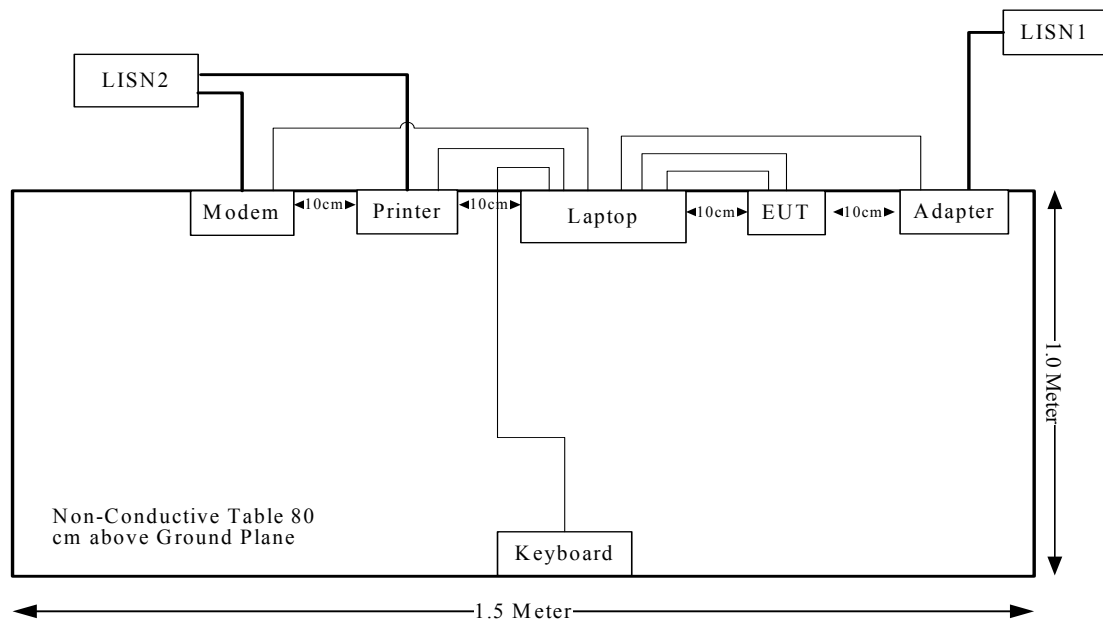 LISN1
LISN2
Modem
10cm
Printer
10cm
Laptop
10cm
EUT
10cm
Adapter
1.0 Meter
Non-Conductive Table 80
cm above Ground Plane
Keyboard
1.5 Meter